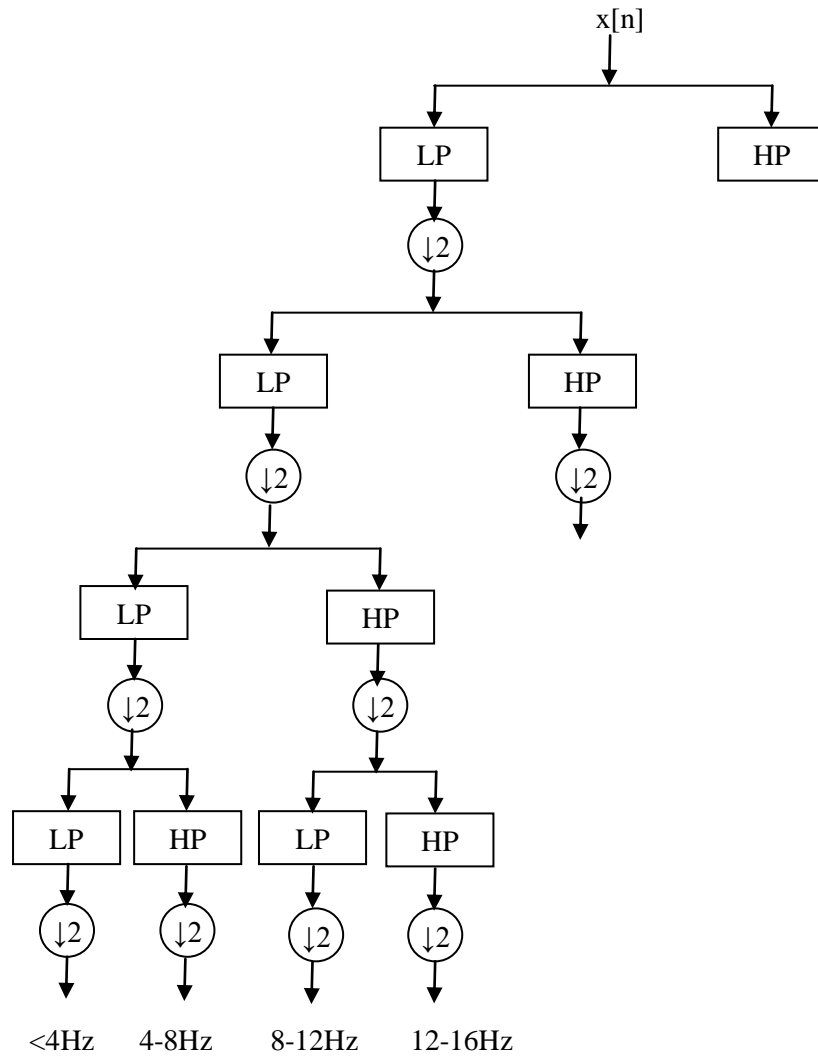 x[n]
LP HP
↓2
LP HP
↓2 ↓2
LP HP
↓2 ↓2
LP HP LP HP
↓2 ↓2 ↓2 ↓2
<4Hz 4-8Hz 8-12Hz 12-16Hz